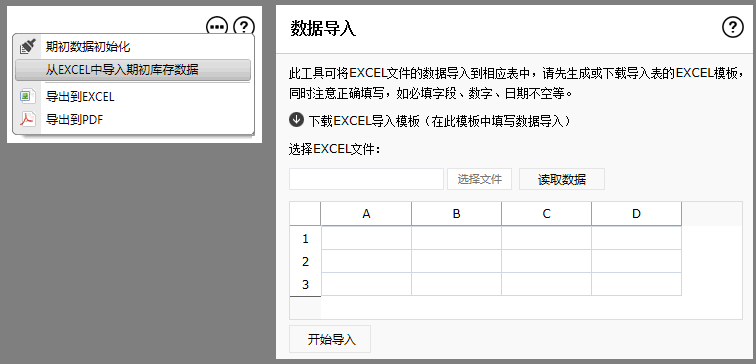 期初数据初始化
从EXCEL中导入期初库存数据
导出到EXCEL
导出到PDF
数据导入
此工具可将EXCEL文件的数据导入到相应表中，请先生成或下载导入表的EXCEL模板，
同时注意正确填写，如必填字段、数字、日期不空等。
下载EXCEL导入模板（在此模板中填写数据导入）
选择EXCEL文件：
选择文件 读取数据
A B C D
1
2
3
开始导入